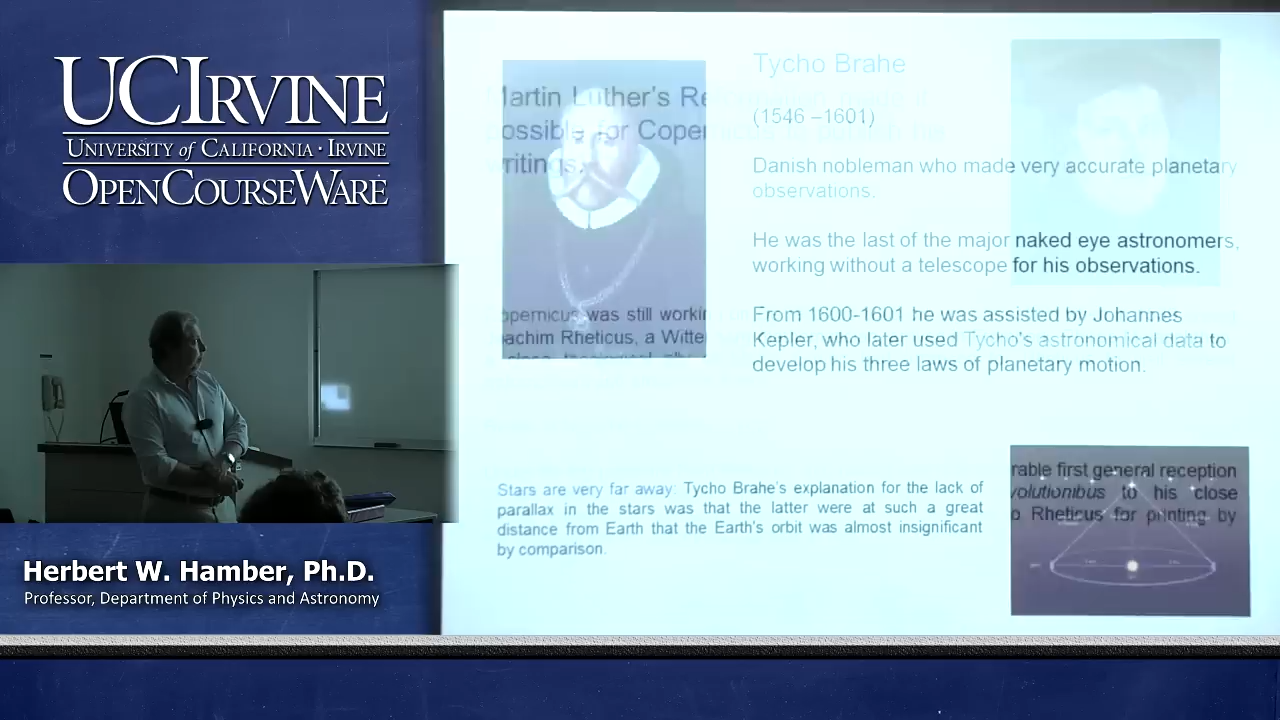 UCIRVINE
UNIVERSITY of CALIFORNIA · IRVINE
OPENCOURSEWARE
Herbert W. Hamber, Ph.D.
Professor, Department of Physics and Astronomy
Tycho Brahe
(1546 –1601)
Danish nobleman who made very accurate planetary
observations.
He was the last of the major naked eye astronomers,
working without a telescope for his observations.
From 1600-1601 he was assisted by Johannes
Kepler, who later used Tycho's astronomical data to
develop his three laws of planetary motion.
Martin Luther's
possible for
writings.
opernicus was still
achim Rheticus, a Witte
Stars are very far away: Tycho Brahe's explanation for the lack of
parallax in the stars was that the latter were at such a great
distance from Earth that the Earth's orbit was almost insignificant
by comparison.
rable first general reception
volutionibus to his close
o Rheticus for printing by